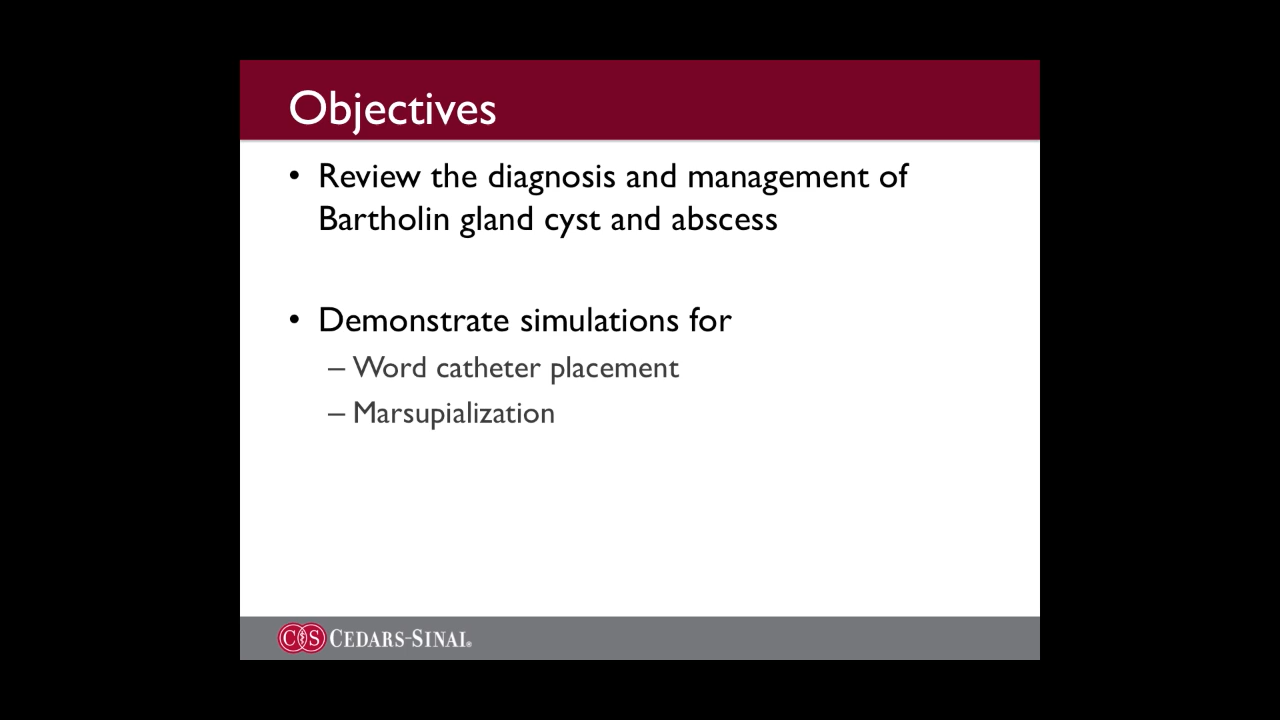 Objectives
• Review the diagnosis and management of
Bartholin gland cyst and abscess
• Demonstrate simulations for
– Word catheter placement
– Marsupialization
CS CEDARS-SINAI®